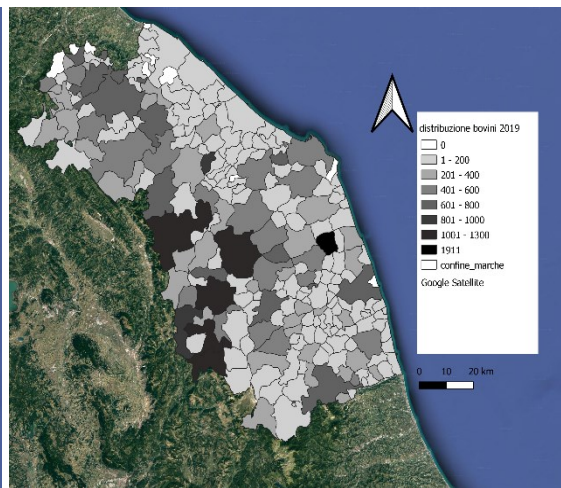 distribuzione bovini 2019
0
1 - 200
201 - 400
401 - 600
601 - 800
801 - 1000
1001 - 1300
1911
confine_marche
Google Satellite
0 10 20 km